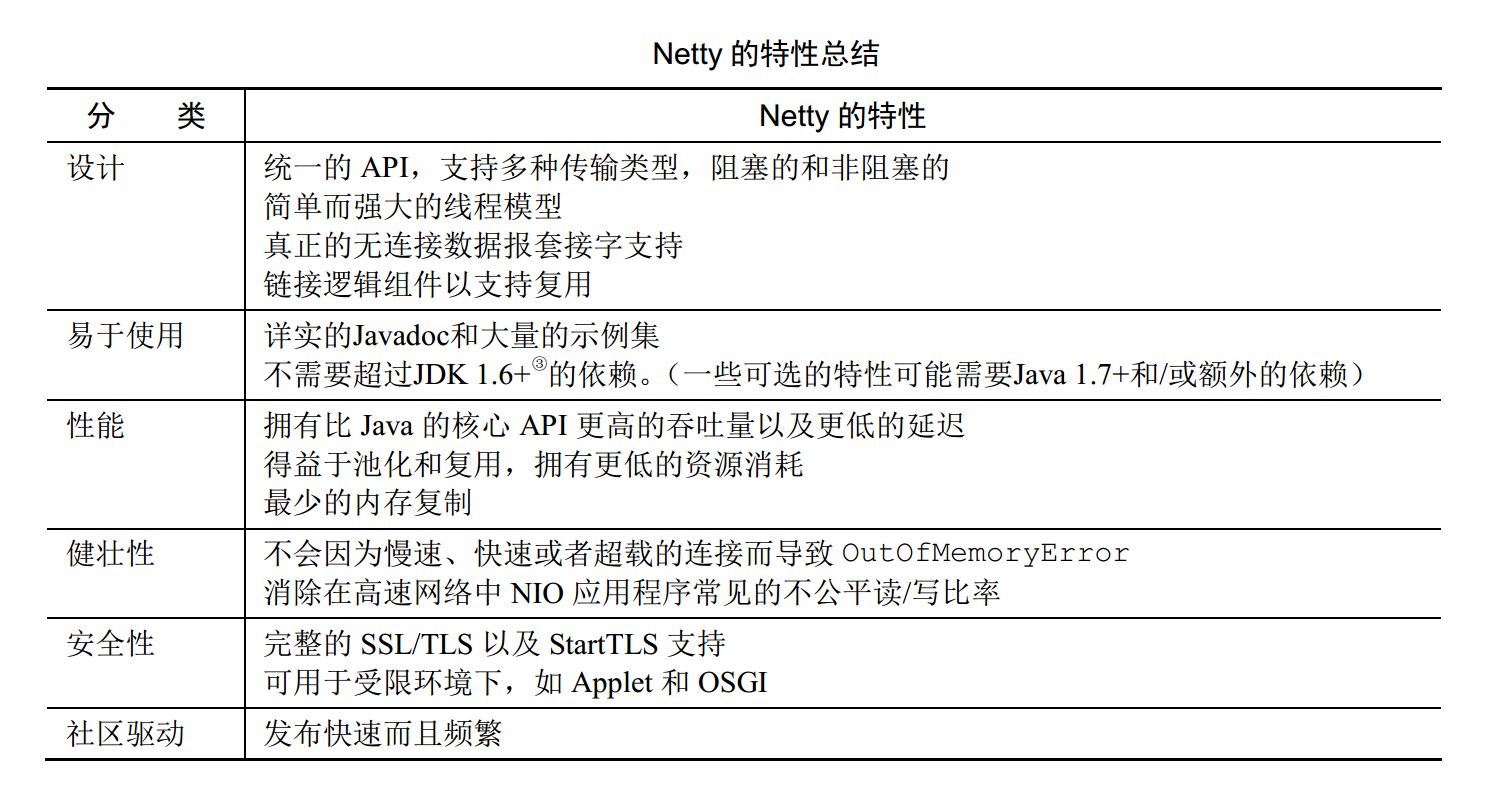 Netty 的特性总结
分 类 Netty 的特性
设计 统一的 API，支持多种传输类型，阻塞的和非阻塞的
简单而强大的线程模型
真正的无连接数据报套接字支持
链接逻辑组件以支持复用
易于使用 详实的Javadoc和大量的示例集
不需要超过JDK 1.6+③的依赖。（一些可选的特性可能需要Java 1.7+和/或额外的依赖）
性能 拥有比 Java 的核心 API 更高的吞吐量以及更低的延迟
得益于池化和复用，拥有更低的资源消耗
最少的内存复制
健壮性 不会因为慢速、快速或者超载的连接而导致 OutOfMemoryError
消除在高速网络中 NIO 应用程序常见的不公平读/写比率
安全性 完整的 SSL/TLS 以及 StartTLS 支持
可用于受限环境下，如 Applet 和 OSGI
社区驱动 发布快速而且频繁